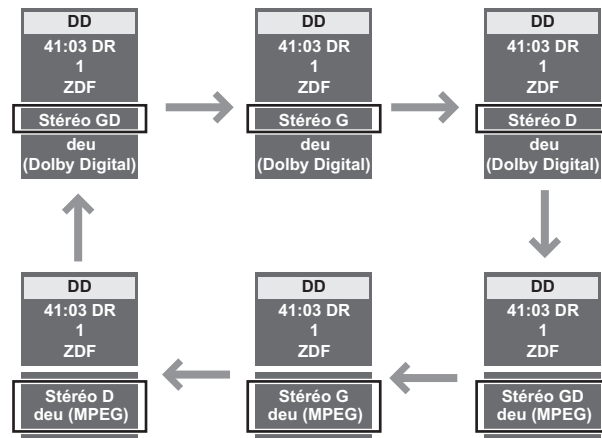 DD
41:03 DR
1
ZDF
Stéréo GD
deu
(Dolby Digital)
DD
41:03 DR
1
ZDF
Stéréo G
deu
(Dolby Digital)
DD
41:03 DR
1
ZDF
Stéréo D
deu
(Dolby Digital)
DD
41:03 DR
1
ZDF
Stéréo D
deu (MPEG)
DD
41:03 DR
1
ZDF
Stéréo G
deu (MPEG)
DD
41:03 DR
1
ZDF
Stéréo GD
deu (MPEG)